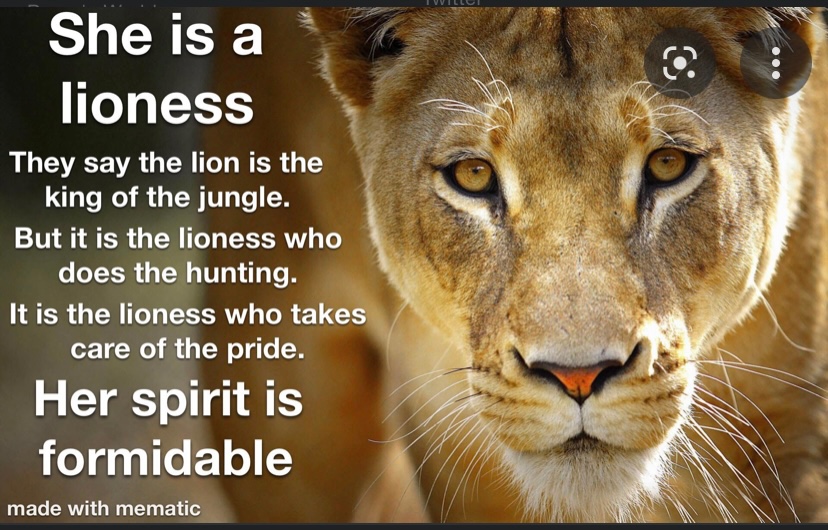 She is a
lioness
They say the lion is the
king of the jungle.
But it is the lioness who
does the hunting.
It is the lioness who takes
care of the pride.
Her spirit is
formidable
made with mematic